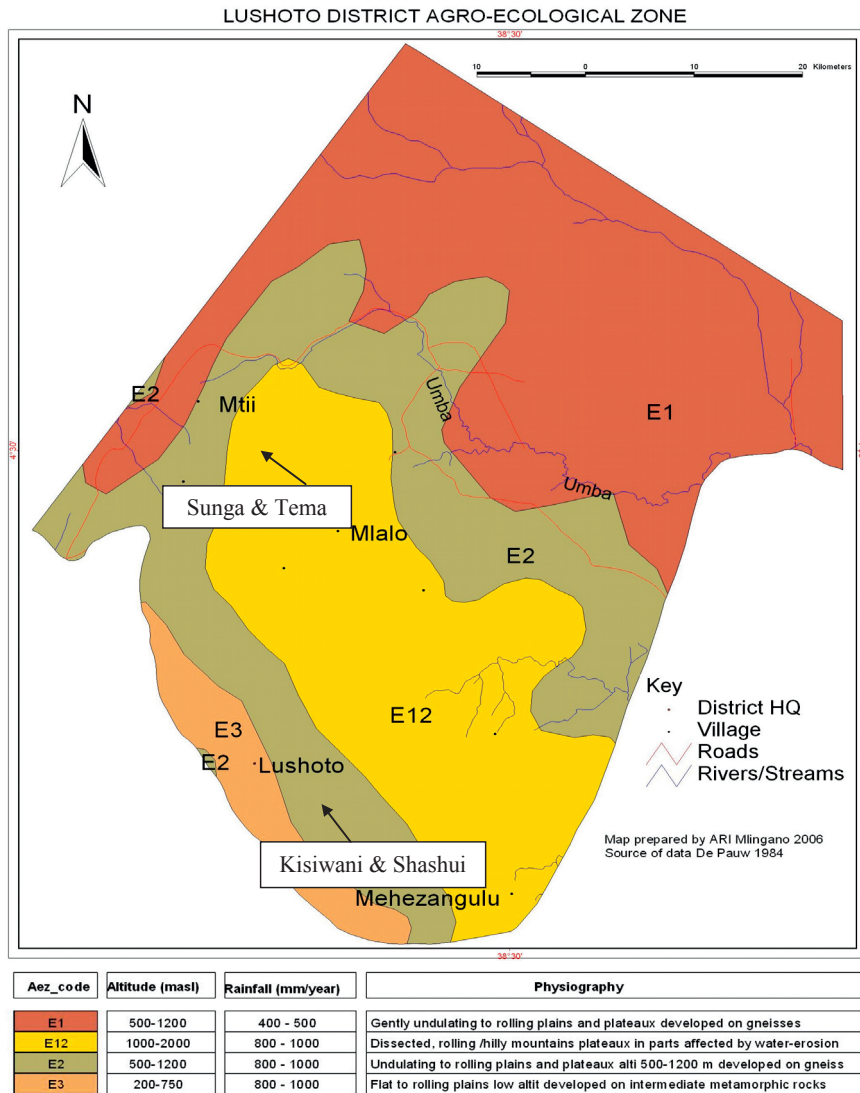 LUSHOTO DISTRICT AGRO-ECOLOGICAL ZONE
38°30'
10 0 10 20 Kilometers
N
E2
Mtii
Umba
E1
4°30'
Sunga & Tema
Umba
Mlalo
E2
Key
District HQ
Village
Roads
Rivers/Streams
E12
E3
E2
Lushoto
Map prepared by ARI Mlingano 2006
Source of data De Pauw 1984
Kisiwani & Shashui
Mehezangulu
38°30'
Aez_code Altitude (masl) Rainfall (mm/year) Physiography
E1 500-1200 400 - 500 Gently undulating to rolling plains and plateaux developed on gneisses
E12 1000-2000 800 - 1000 Dissected, rolling /hilly mountains plateaux in parts affected by water-erosion
E2 500-1200 800 - 1000 Undulating to rolling plains and plateaux alti 500-1200 m developed on gneiss
E3 200-750 800 - 1000 Flat to rolling plains low altit developed on intermediate metamorphic rocks